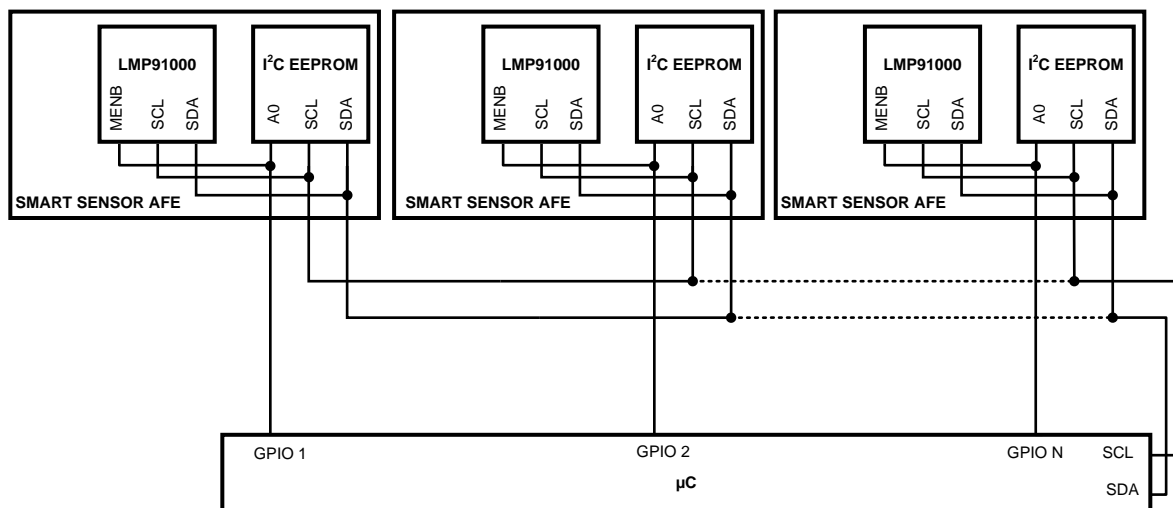 LMP91000
I²C EEPROM
MENB
SCL
SDA
A0
SCL
SDA
SMART SENSOR AFE
LMP91000
I²C EEPROM
MENB
SCL
SDA
A0
SCL
SDA
SMART SENSOR AFE
LMP91000
I²C EEPROM
MENB
SCL
SDA
A0
SCL
SDA
SMART SENSOR AFE
GPIO 1
GPIO 2
GPIO N
SCL
µC
SDA